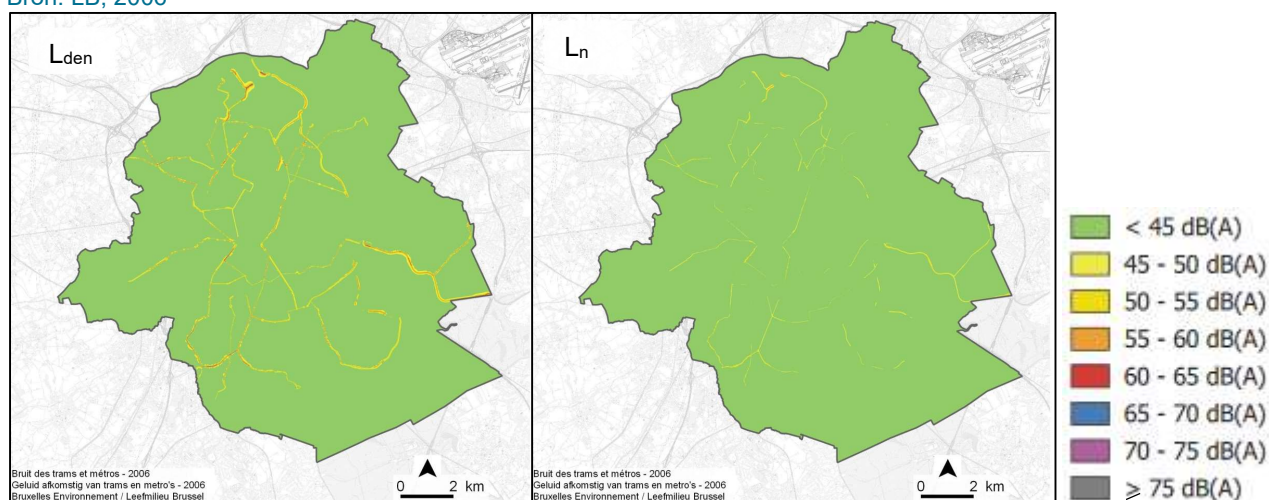 Bron: LB, 2006
Lden
Bruit des trams et métros - 2006
Geluid afkomstig van trams en metro's - 2006
Bruxelles Environnement / Leefmilieu Brussel
0 2 km
Ln
Bruit des trams et métros - 2006
Geluid afkomstig van trams en metro's - 2006
Bruxelles Environnement / Leefmilieu Brussel
0 2 km
< 45 dB(A)
45 - 50 dB(A)
50 - 55 dB(A)
55 - 60 dB(A)
60 - 65 dB(A)
65 - 70 dB(A)
70 - 75 dB(A)
> 75 dB(A)